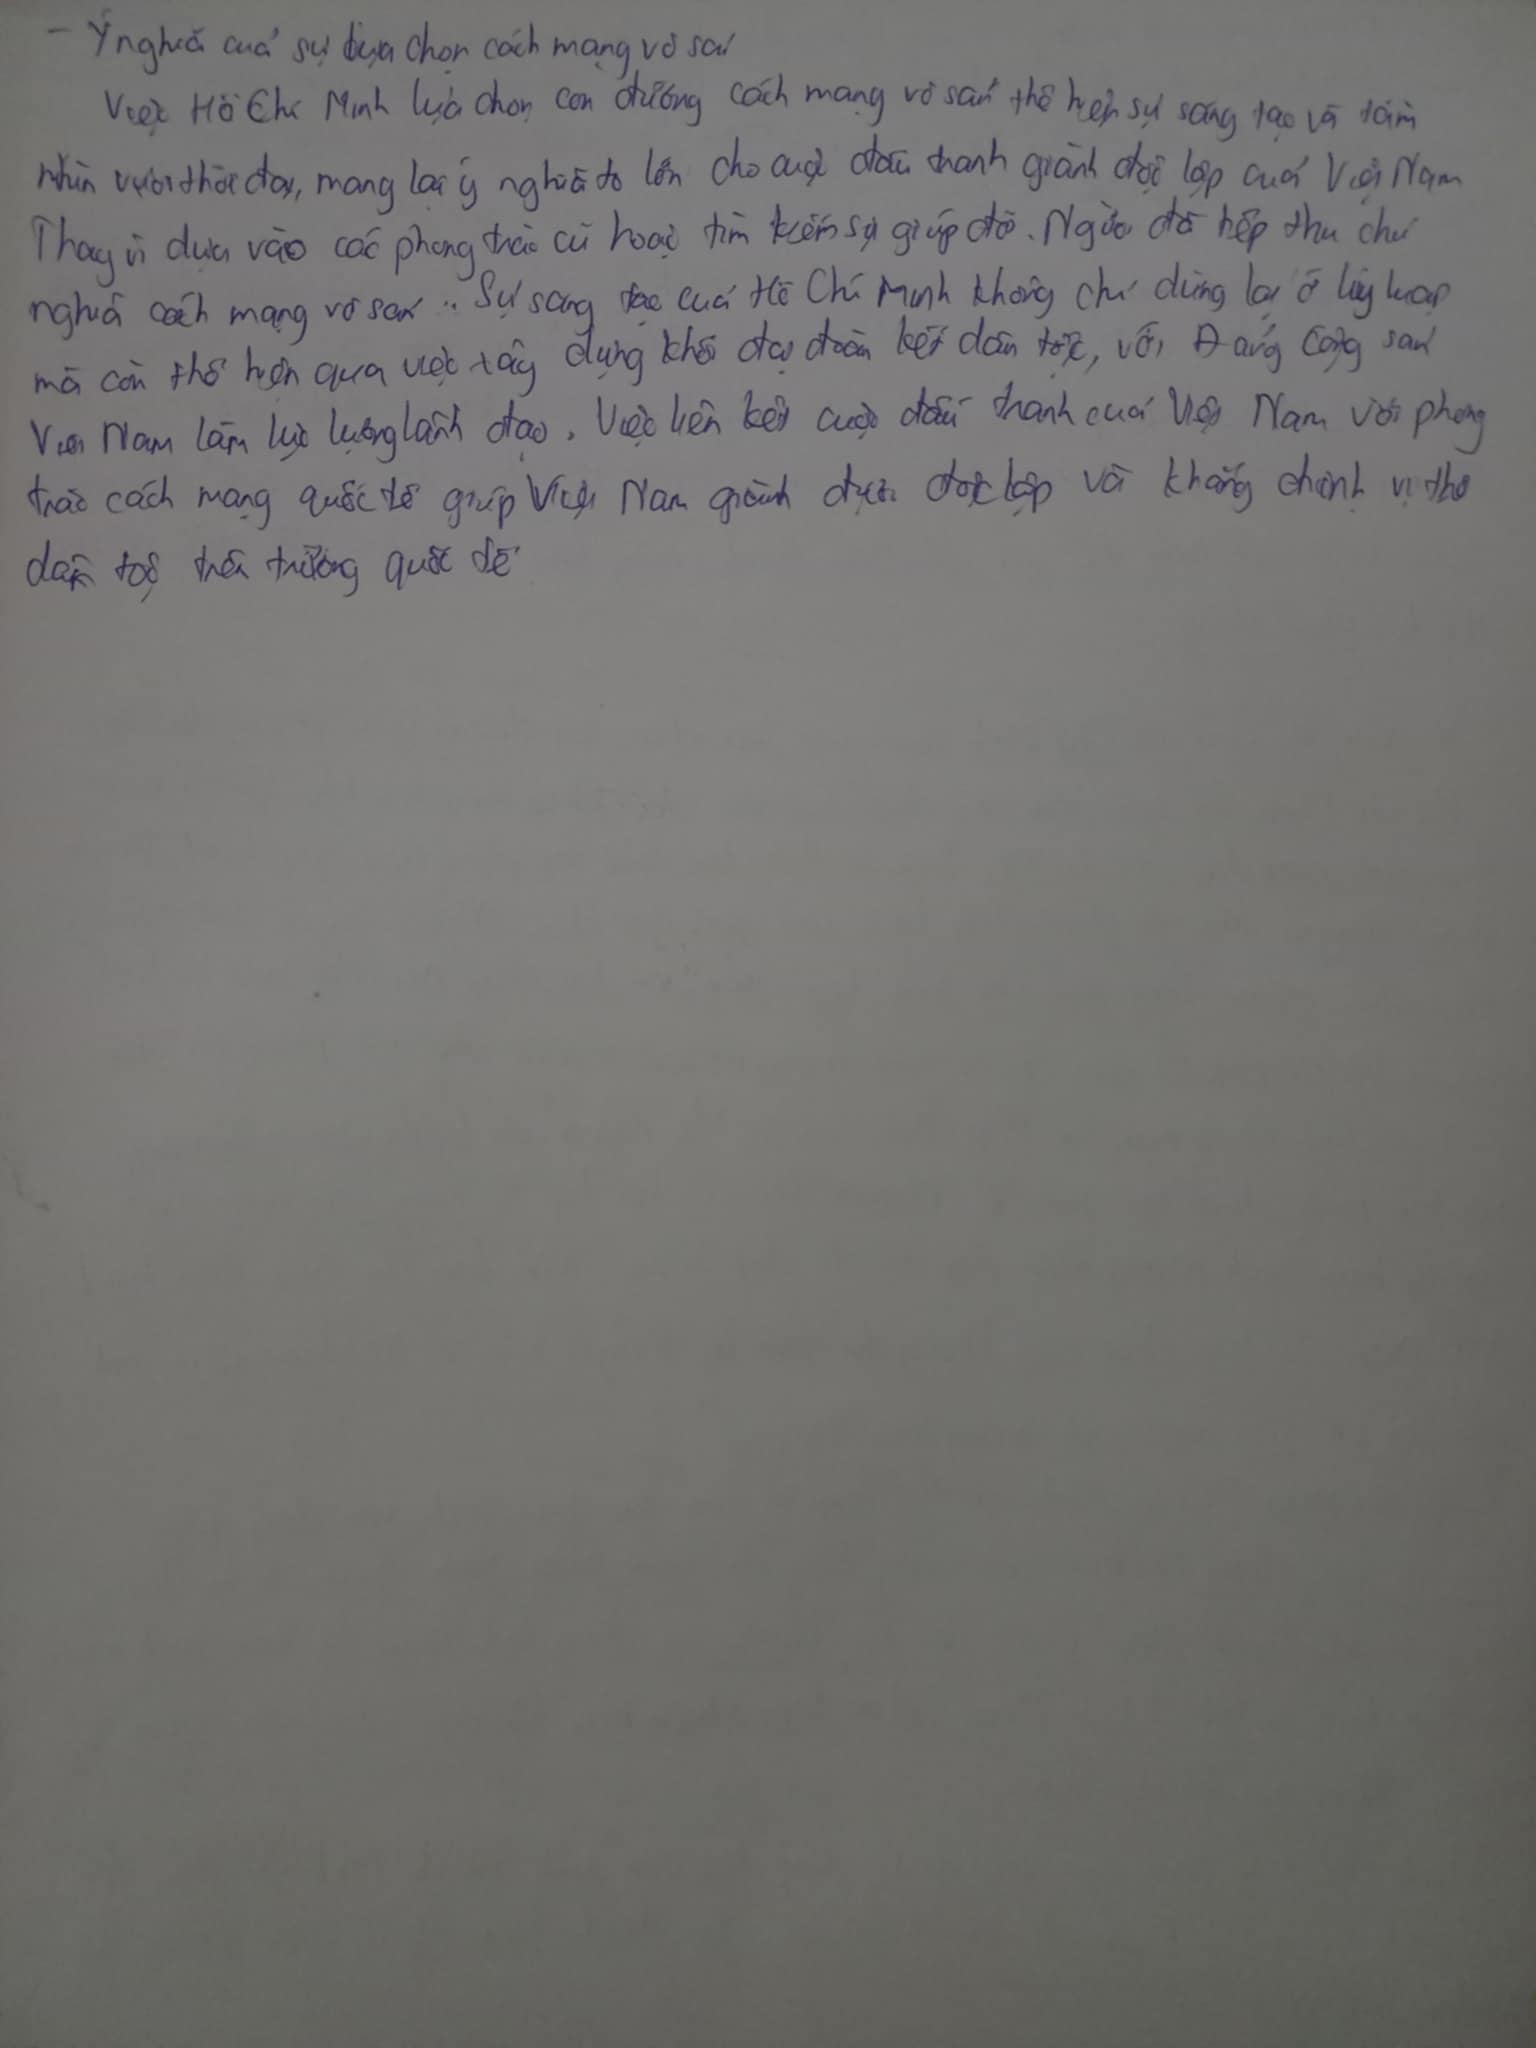 - Ý nghĩa của sự lựa chọn cách mạng vô sản
Việc Hồ Chí Minh lựa chọn con đường cách mạng vô sản thể hiện sự sáng tạo và tầm
nhìn vượt thời đại, mang lại ý nghĩa to lớn cho cuộc đấu tranh giành độc lập của Việt Nam
Thay vì dựa vào các phong trào cũ hoặc tìm kiếm sự giúp đỡ. Người đã tiếp thu chủ
nghĩa cách mạng vô sản .. Sự sáng tạo của Hồ Chí Minh không chỉ dừng lại ở lý luận
mà còn thể hiện qua việc xây dựng khối đại đoàn kết dân tộc, với Đảng Cộng sản
Việt Nam làm lực lượng lãnh đạo. Việc liên kết cuộc đấu tranh của Việt Nam với phong
trào cách mạng quốc tế giúp Việt Nam giành được độc lập và khẳng định vị thế
dân tộc trên trường quốc tế